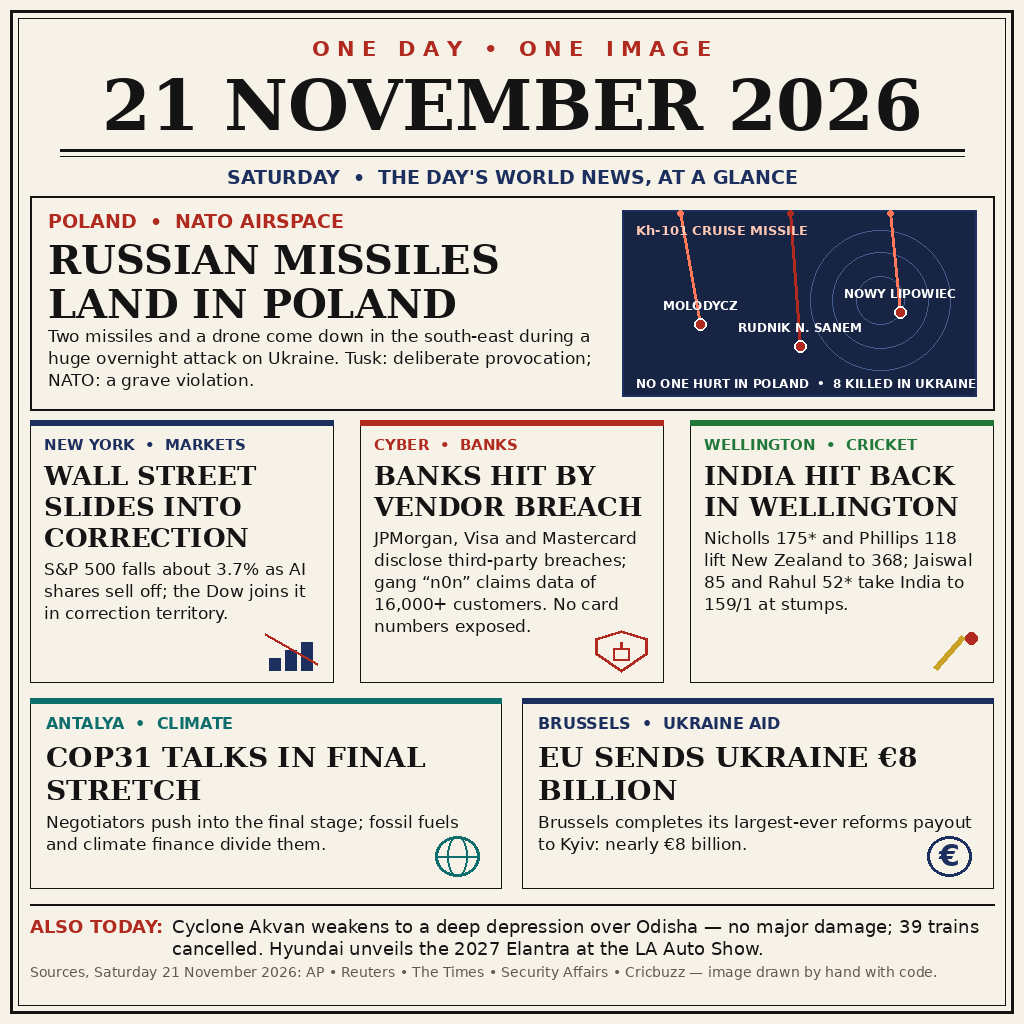 ONE DAY • ONE IMAGE
21 NOVEMBER 2026
SATURDAY • THE DAY'S WORLD NEWS, AT A GLANCE
POLAND • NATO AIRSPACE
RUSSIAN MISSILES
LAND IN POLAND
Two missiles and a drone come down in the south-east during a
huge overnight attack on Ukraine. Tusk: deliberate provocation;
NATO: a grave violation.
Kh-101 CRUISE MISSILE
NOWY LIPOWIEC
MOLODYCZ
RUDNIK N. SANEM
NO ONE HURT IN POLAND • 8 KILLED IN UKRAINE
NEW YORK • MARKETS
WALL STREET
SLIDES INTO
CORRECTION
S&P 500 falls about 3.7% as AI
shares sell off; the Dow joins it
in correction territory.
CYBER • BANKS
BANKS HIT BY
VENDOR BREACH
JPMorgan, Visa and Mastercard
disclose third-party breaches;
gang “n0n” claims data of
16,000+ customers. No card
numbers exposed.
WELLINGTON • CRICKET
INDIA HIT BACK
IN WELLINGTON
Nicholls 175* and Phillips 118
lift New Zealand to 368; Jaiswal
85 and Rahul 52* take India to
159/1 at stumps.
ANTALYA • CLIMATE
COP31 TALKS IN FINAL
STRETCH
Negotiators push into the final stage; fossil fuels
and climate finance divide them.
BRUSSELS • UKRAINE AID
EU SENDS UKRAINE €8
BILLION
Brussels completes its largest-ever reforms payout
to Kyiv: nearly €8 billion.
€
ALSO TODAY: Cyclone Akvan weakens to a deep depression over Odisha — no major damage; 39 trains
cancelled. Hyundai unveils the 2027 Elantra at the LA Auto Show.
Sources, Saturday 21 November 2026: AP • Reuters • The Times • Security Affairs • Cricbuzz — image drawn by hand with code.